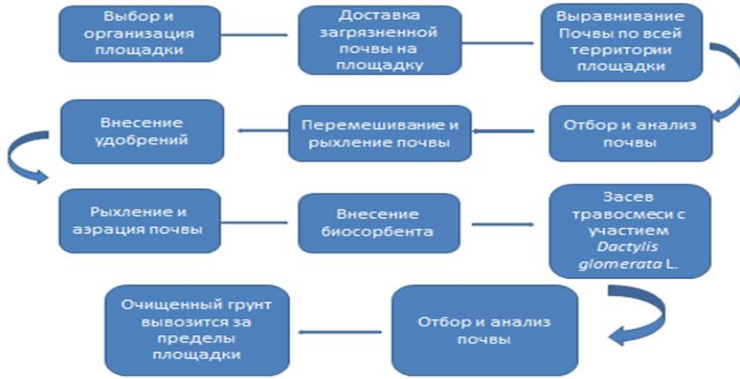 Выбор и
организация
площадки
Доставка
загрязненной
почвы на
площадку
Выравнивание
Почвы по всей
территории
площадки
Отбор и анализ
почвы
Перемешивание и
рыхление почвы
Внесение
удобрений
Рыхление и
аэрация почвы
Внесение
биосорбента
Засев
травосмеси с
участием
Dactylis
glomerata L.
Отбор и анализ
почвы
Очищенный грунт
вывозится за
пределы
площадки